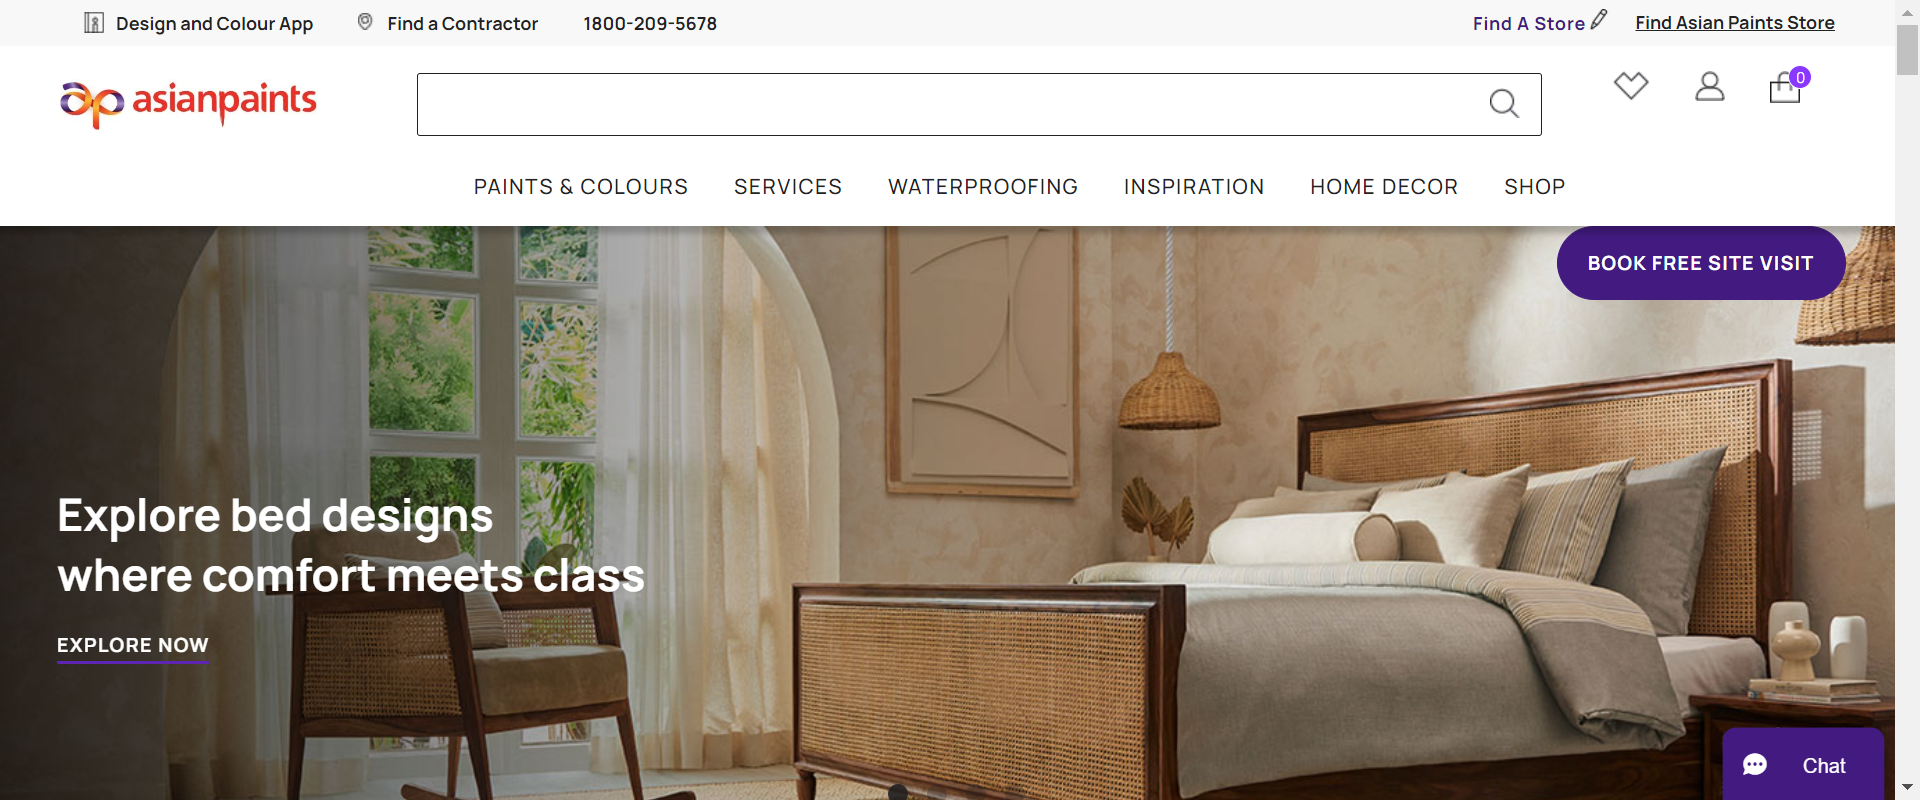 Design and Colour App
Find a Contractor
1800-209-5678
Find A Store
Find Asian Paints Store
ap asianpaints
0
PAINTS & COLOURS
SERVICES
WATERPROOFING
INSPIRATION
HOME DECOR
SHOP
BOOK FREE SITE VISIT
Explore bed designs
where comfort meets class
EXPLORE NOW
Chat